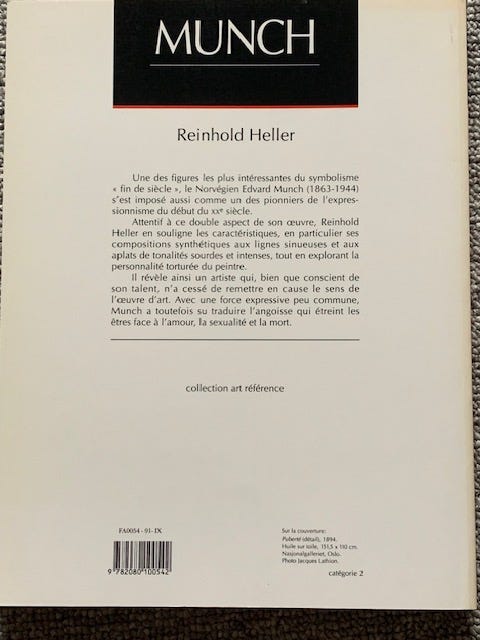 MUNCH
Reinhold Heller
Une des figures les plus intéressantes du symbolisme
« fin de siècle », le Norvégien Edvard Munch (1863-1944)
s'est imposé aussi comme un des pionniers de l'expres-
sionnisme du début du XXe siècle.
Attentif à ce double aspect de son œuvre, Reinhold
Heller en souligne les caractéristiques, en particulier ses
compositions synthétiques aux lignes sinueuses et aux
aplats de tonalités sourdes et intenses, tout en explorant la
personnalité torturée du peintre.
Il révèle ainsi un artiste qui, bien que conscient de
son talent, n'a cessé de remettre en cause le sens de
l'œuvre d'art. Avec une force expressive peu commune,
Munch a toutefois su traduire l'angoisse qui étreint les
êtres face à l'amour, la sexualité et la mort.
collection art référence
FA0054 - 91- IX
9 782080 100542
Sur la couverture:
Puberté (détail), 1894.
Huile sur toile, 151,5 x 110 cm.
Nasjonalgalleriet, Oslo.
Photo Jacques Lathion.
catégorie 2